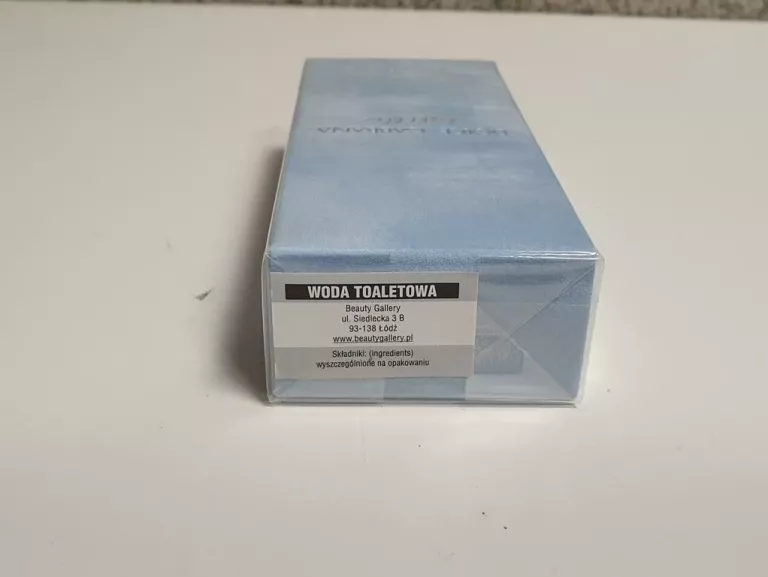 WODA TOALETOWA
Beauty Gallery
ul. Siedlecka 3 B
93-138 Łódź
www.beautygallery.pl
Składniki: (ingredients)
wyszczególnione na opakowaniu